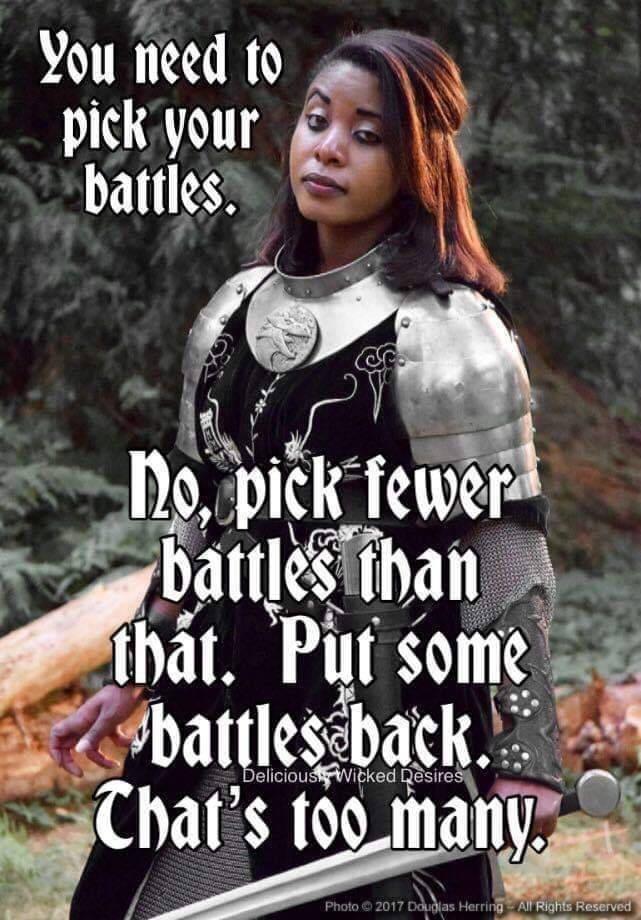 You need to
pick your
battles.
No, pick fewer
battles than
that. Put some
battles back.
Deliciously Wicked Desires
That's too many.
Photo © 2017 Douglas Herring – All Rights Reserved